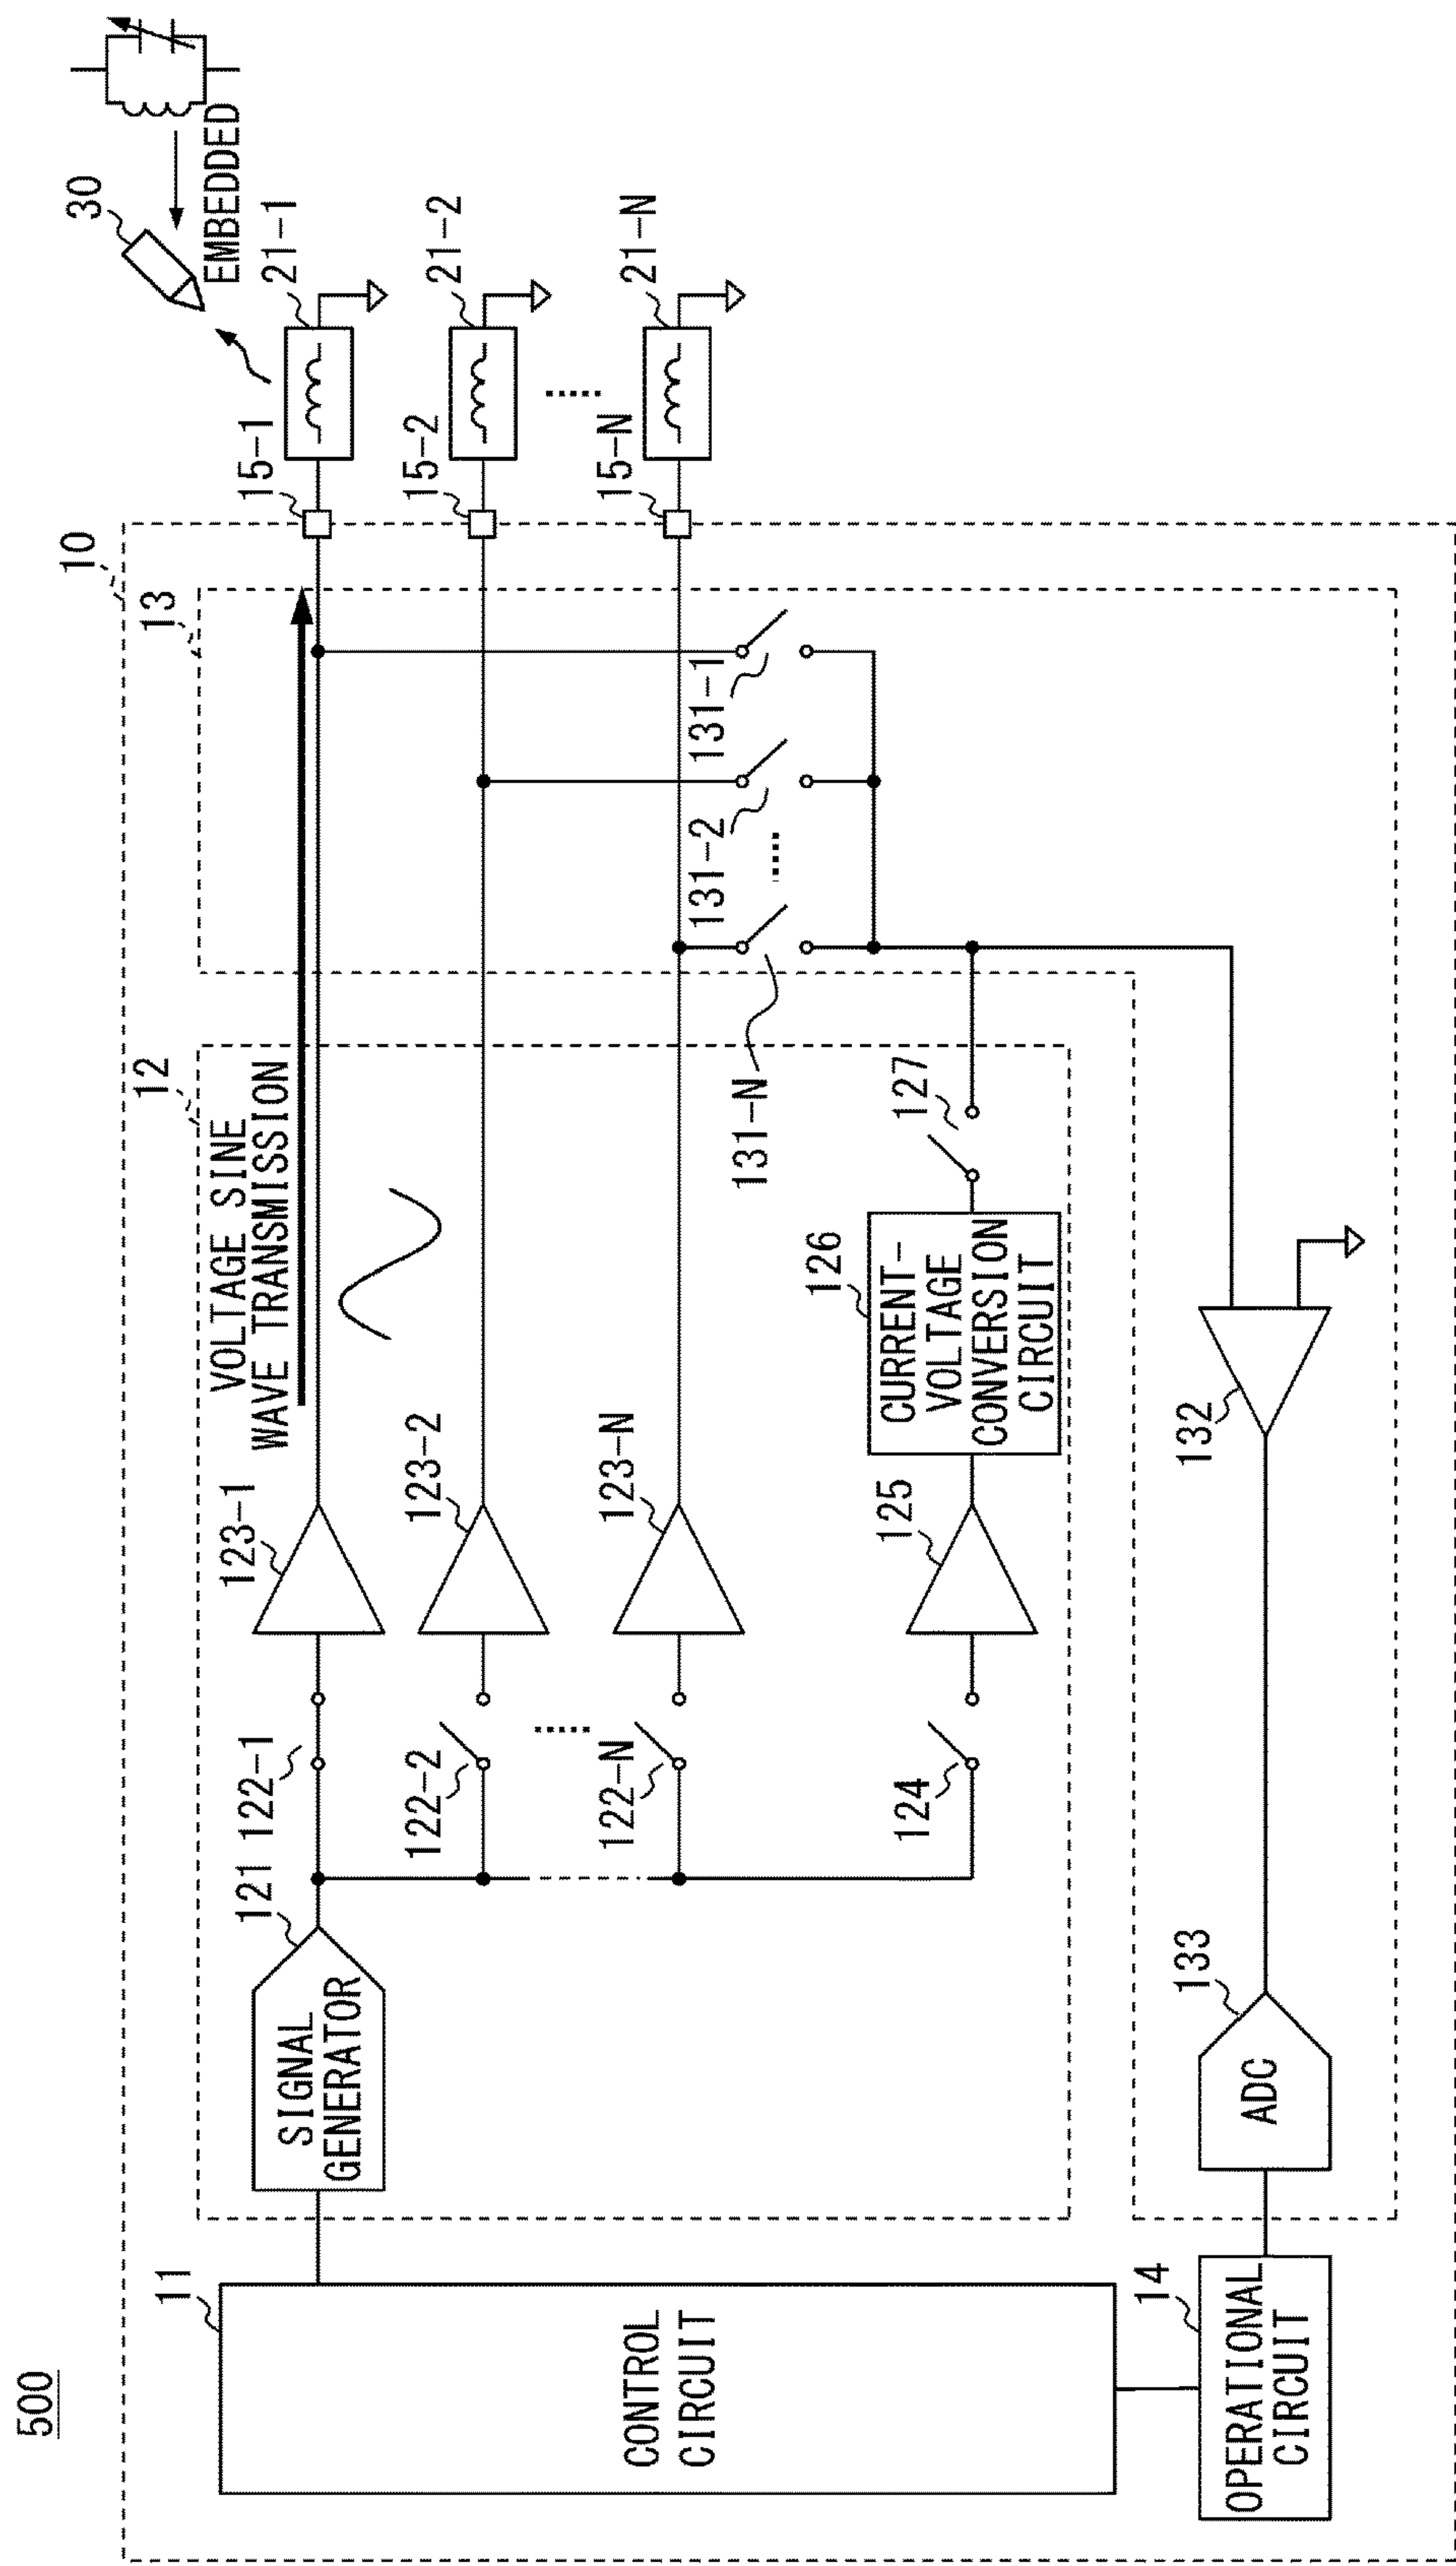 500
10
11
CONTROL
CIRCUIT
12
SIGNAL
GENERATOR
121
122-1
122-2
122-N
124
123-1
123-2
123-N
125
VOLTAGE SINE
WAVE TRANSMISSION
126
CURRENT-
VOLTAGE
CONVERSION
CIRCUIT
127
13
131-1
131-2
131-N
132
133
ADC
14
OPERATIONAL
CIRCUIT
15-1
15-2
15-N
21-1
21-2
21-N
30
EMBEDDED